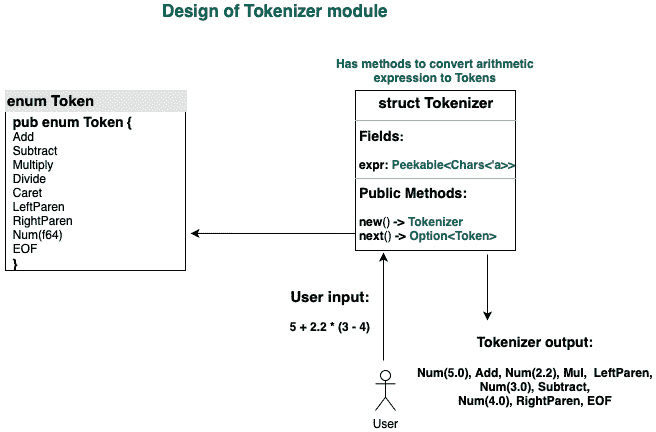 Design of Tokenizer module
Has methods to convert arithmetic
expression to Tokens
enum Token
pub enum Token {
Add
Subtract
Multiply
Divide
Caret
LeftParen
RightParen
Num(f64)
EOF
}
struct Tokenizer
Fields:
expr: Peekable<Chars<'a>>
Public Methods:
new() -> Tokenizer
next() -> Option<Token>
User input:
5 + 2.2 * (3 - 4)
User
Tokenizer output:
Num(5.0), Add, Num(2.2), Mul, LeftParen,
Num(3.0), Subtract,
Num(4.0), RightParen, EOF